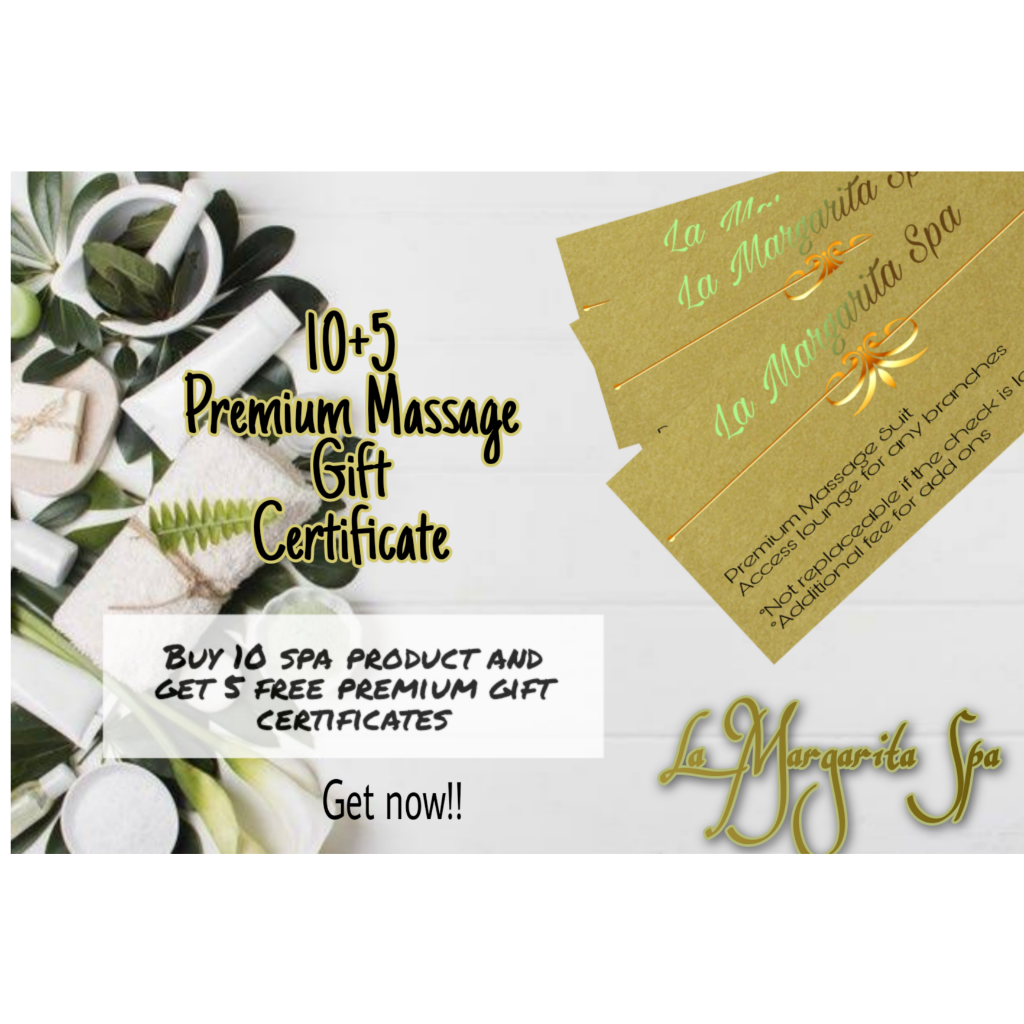 10+5
Premium Massage
Gift
Certificate
BUY 10 SPA PRODUCT AND
GET 5 FREE PREMIUM GIFT
CERTIFICATES
Get now!!
La
La Margarita
La Margarita Spa
Premium Massage Suit
Access lounge for any branches
°Not replaceable if the check is
°Additional fee for add ons
La Margarita Spa